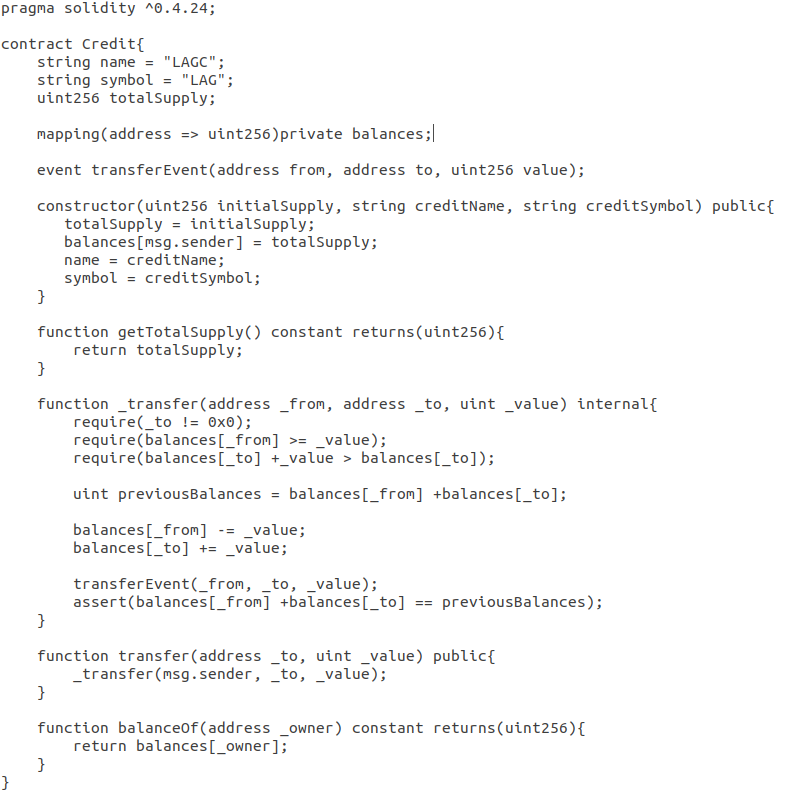 pragma solidity ^0.4.24;

contract Credit{
    string name = "LAGC";
    string symbol = "LAG";
    uint256 totalSupply;

    mapping(address => uint256)private balances;

    event transferEvent(address from, address to, uint256 value);

    constructor(uint256 initialSupply, string creditName, string creditSymbol) public{
       totalSupply = initialSupply;
       balances[msg.sender] = totalSupply;
       name = creditName;
       symbol = creditSymbol;
    }

    function getTotalSupply() constant returns(uint256){
        return totalSupply;
    }

    function _transfer(address _from, address _to, uint _value) internal{
        require(_to != 0x0);
        require(balances[_from] >= _value);
        require(balances[_to] +_value > balances[_to]);

        uint previousBalances = balances[_from] +balances[_to];

        balances[_from] -= _value;
        balances[_to] += _value;

        transferEvent(_from, _to, _value);
        assert(balances[_from] +balances[_to] == previousBalances);
    }

    function transfer(address _to, uint _value) public{
        _transfer(msg.sender, _to, _value);
    }

    function balanceOf(address _owner) constant returns(uint256){
        return balances[_owner];
    }
}